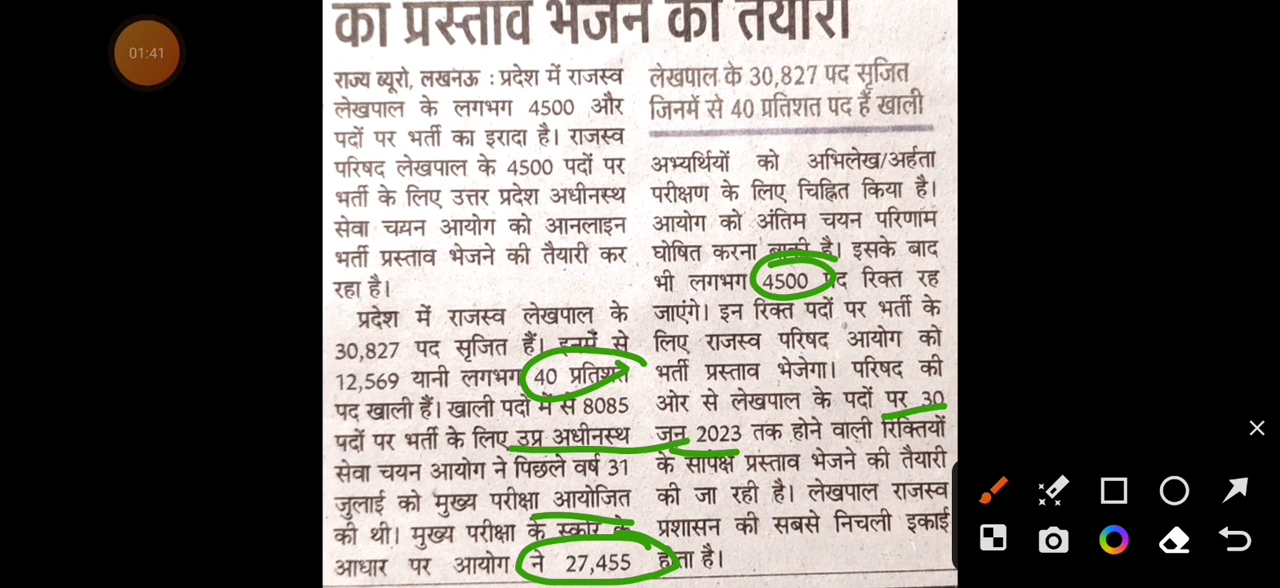 01:41
का प्रस्ताव भेजने की तैयारी
राज्य ब्यूरो, लखनऊ : प्रदेश में राजस्व
लेखपाल के लगभग 4500 और
पदों पर भर्ती का इरादा है। राजस्व
परिषद लेखपाल के 4500 पदों पर
भर्ती के लिए उत्तर प्रदेश अधीनस्थ
सेवा चयन आयोग को आनलाइन
भर्ती प्रस्ताव भेजने की तैयारी कर
रहा है।
प्रदेश में राजस्व लेखपाल के
30,827 पद सृजित हैं। इनमें से
12,569 यानी लगभग 40 प्रतिशत
पद खाली हैं। खाली पदों में से 8085
पदों पर भर्ती के लिए उप्र अधीनस्थ
सेवा चयन आयोग ने पिछले वर्ष 31
जुलाई को मुख्य परीक्षा आयोजित
की थी। मुख्य परीक्षा के स्कोर के
आधार पर आयोग ने 27,455
लेखपाल के 30,827 पद सृजित
जिनमें से 40 प्रतिशत पद हैं खाली
अभ्यर्थियों को अभिलेख/अर्हता
परीक्षण के लिए चिह्नित किया है।
आयोग को अंतिम चयन परिणाम
घोषित करना बाकी है। इसके बाद
भी लगभग 4500 पद रिक्त रह
जाएंगे। इन रिक्त पदों पर भर्ती के
लिए राजस्व परिषद आयोग को
भर्ती प्रस्ताव भेजेगा। परिषद की
ओर से लेखपाल के पदों पर 30
जून 2023 तक होने वाली रिक्तियों
के सापेक्ष प्रस्ताव भेजने की तैयारी
की जा रही है। लेखपाल राजस्व
प्रशासन की सबसे निचली इकाई
होता है।